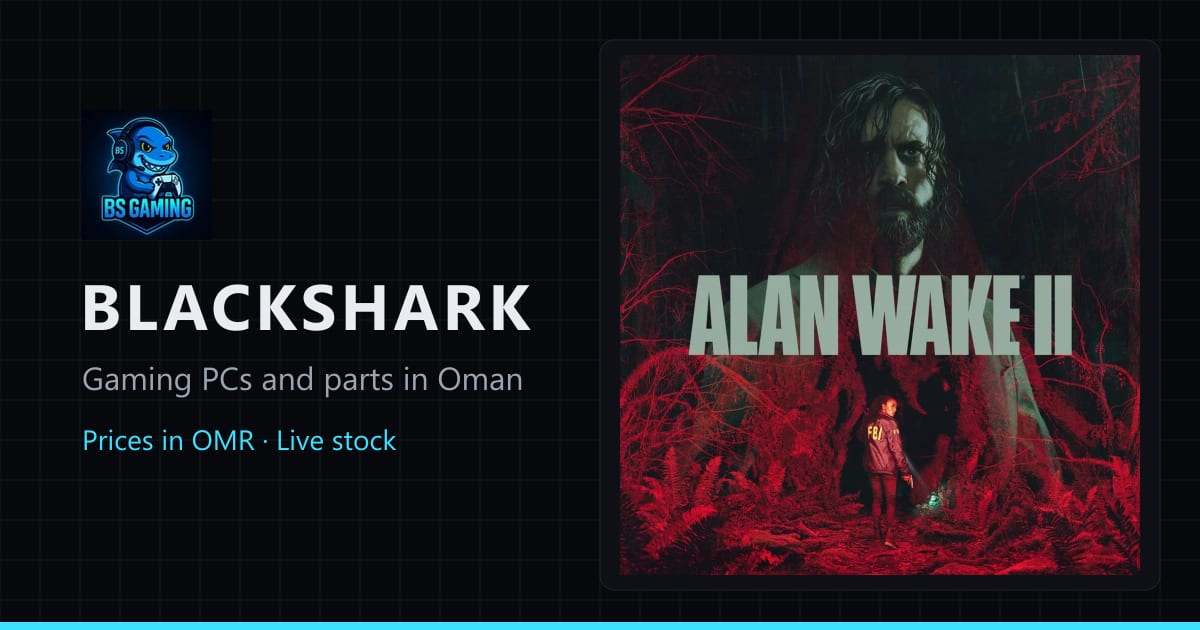 BS
BS GAMING
BLACKSHARK
Gaming PCs and parts in Oman
Prices in OMR · Live stock
ALAN WAKE II
FBI